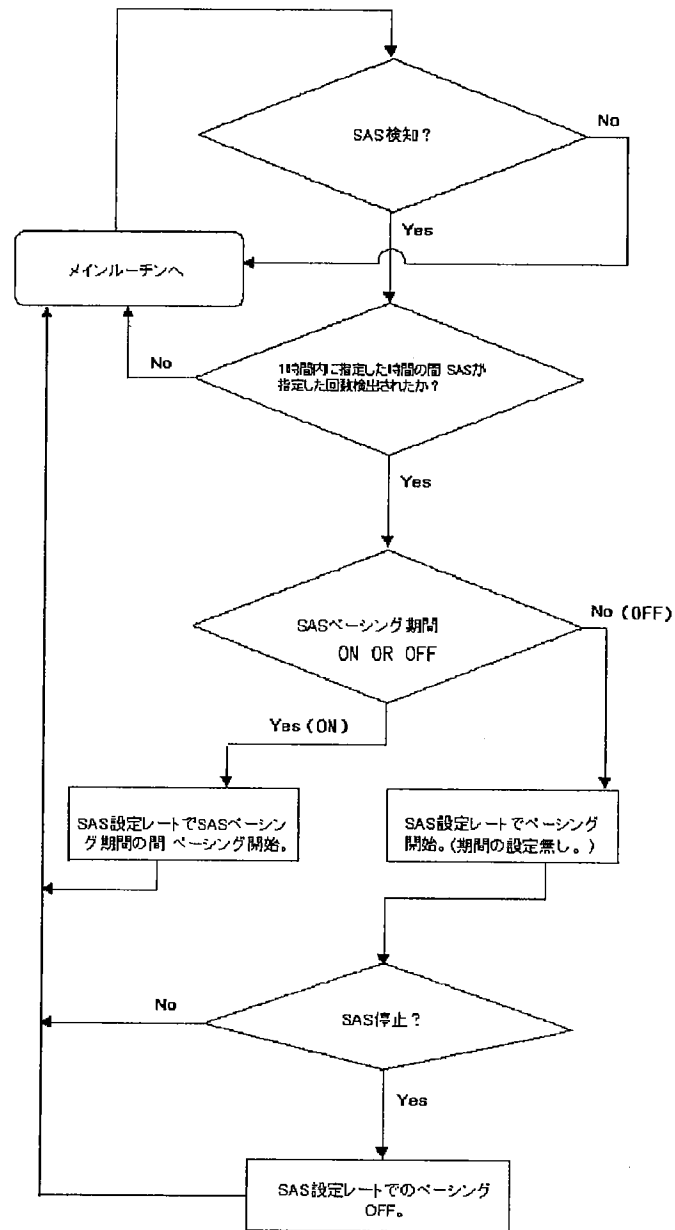 SAS検知？
No
Yes
メインルーチンへ
No
1時間内に指定した時間の間 SASが
指定した回数検出されたか？
Yes
SASペーシング期間
ON OR OFF
No (OFF)
Yes (ON)
SAS設定レートでSASペーシン
グ期間の間 ペーシング開始。
SAS設定レートでペーシング
開始。(期間の設定無し。)
No
SAS停止？
Yes
SAS設定レートでのペーシング
OFF。